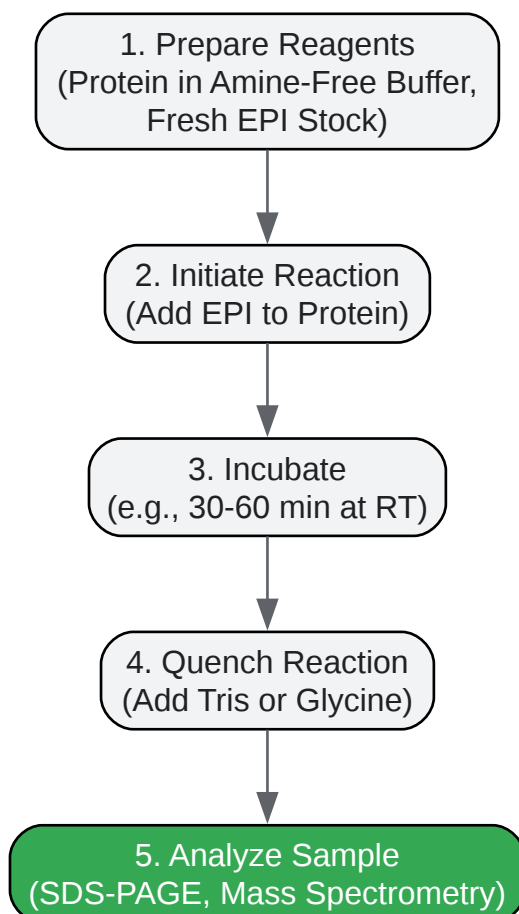 1. Prepare Reagents
(Protein in Amine-Free Buffer,
Fresh EPI Stock)
2. Initiate Reaction
(Add EPI to Protein)
3. Incubate
(e.g., 30-60 min at RT)
4. Quench Reaction
(Add Tris or Glycine)
5. Analyze Sample
(SDS-PAGE, Mass Spectrometry)